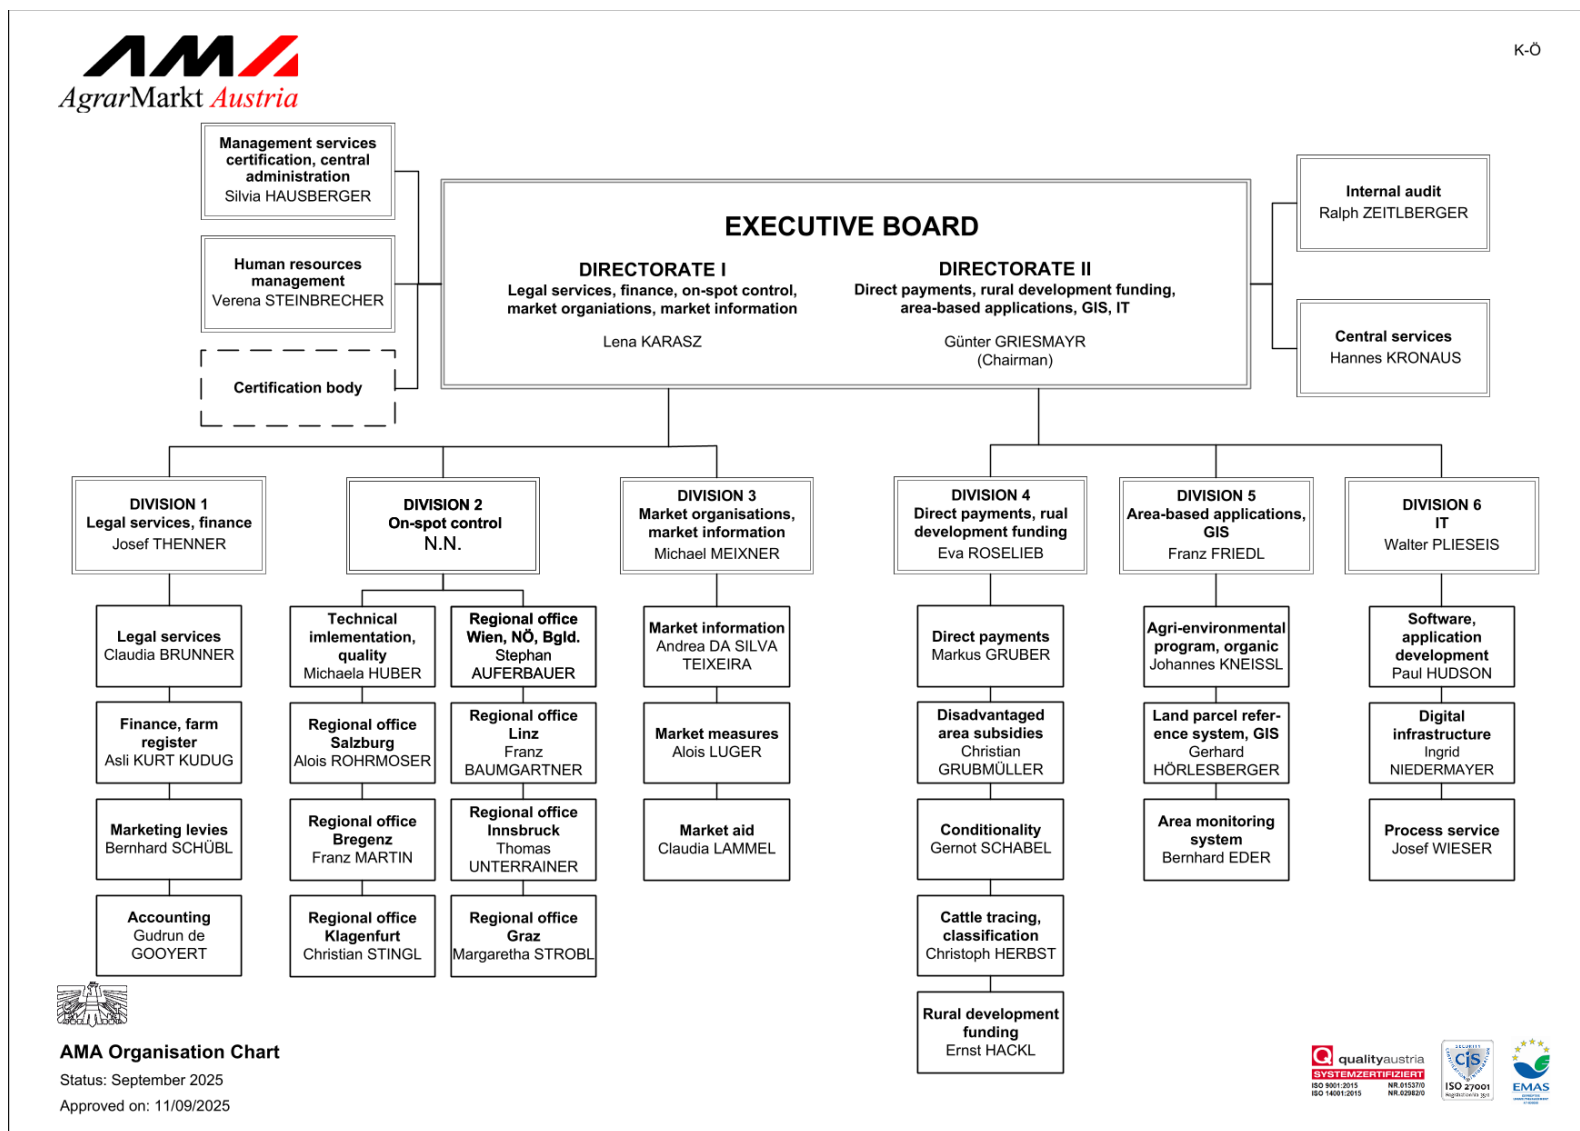 AMA
AgrarMarkt Austria
K-Ö
Management services
certification, central
administration
Silvia HAUSBERGER
Human resources
management
Verena STEINBRECHER
Certification body
EXECUTIVE BOARD
DIRECTORATE I
Legal services, finance, on-spot control,
market organiations, market information
Lena KARASZ
DIRECTORATE II
Direct payments, rural development funding,
area-based applications, GIS, IT
Günter GRIESMAYR
(Chairman)
Internal audit
Ralph ZEITLBERGER
Central services
Hannes KRONAUS
DIVISION 1
Legal services, finance
Josef THENNER
Legal services
Claudia BRUNNER
Finance, farm
register
Asli KURT KUDUG
Marketing levies
Bernhard SCHÜBL
Accounting
Gudrun de
GOOYERT
DIVISION 2
On-spot control
N.N.
Technical
imlementation,
quality
Michaela HUBER
Regional office
Salzburg
Alois ROHRMOSER
Regional office
Bregenz
Franz MARTIN
Regional office
Klagenfurt
Christian STINGL
Regional office
Wien, NÖ, Bgld.
Stephan
AUFERBAUER
Regional office
Linz
Franz
BAUMGARTNER
Regional office
Innsbruck
Thomas
UNTERRAINER
Regional office
Graz
Margaretha STROBL
DIVISION 3
Market organisations,
market information
Michael MEIXNER
Market information
Andrea DA SILVA
TEIXEIRA
Market measures
Alois LUGER
Market aid
Claudia LAMMEL
DIVISION 4
Direct payments, rual
development funding
Eva ROSELIEB
Direct payments
Markus GRUBER
Disadvantaged
area subsidies
Christian
GRUBMÜLLER
Conditionality
Gernot SCHABEL
Cattle tracing,
classification
Christoph HERBST
Rural development
funding
Ernst HACKL
DIVISION 5
Area-based applications,
GIS
Franz FRIEDL
Agri-environmental
program, organic
Johannes KNEISSL
Land parcel refer-
ence system, GIS
Gerhard
HÖRLESBERGER
Area monitoring
system
Bernhard EDER
DIVISION 6
IT
Walter PLIESEIS
Software,
application
development
Paul HUDSON
Digital
infrastructure
Ingrid
NIEDERMAYER
Process service
Josef WIESER
AMA Organisation Chart
Status: September 2025
Approved on: 11/09/2025
Q qualityaustria
SYSTEMZERTIFIZIERT
ISO 9001:2015 NR.01537/0
ISO 14001:2015 NR.02982/0
CiS
ISO 27001
EMAS